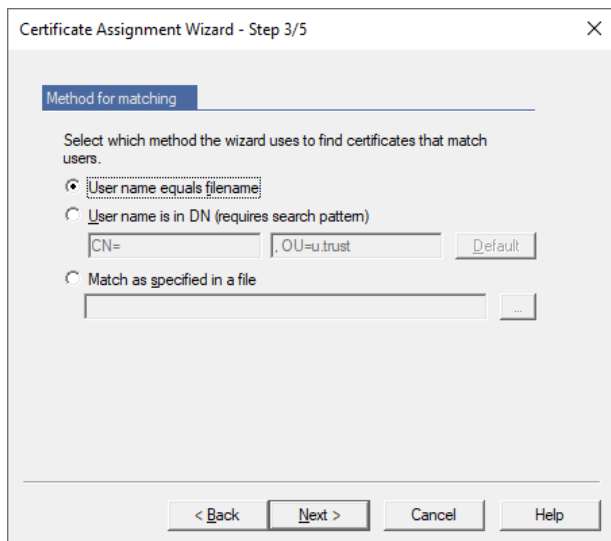 Certificate Assignment Wizard - Step 3/5
Method for matching
Select which method the wizard uses to find certificates that match
users.
User name equals filename
User name is in DN (requires search pattern)
CN= , OU=u.trust Default
Match as specified in a file
...
< Back Next > Cancel Help